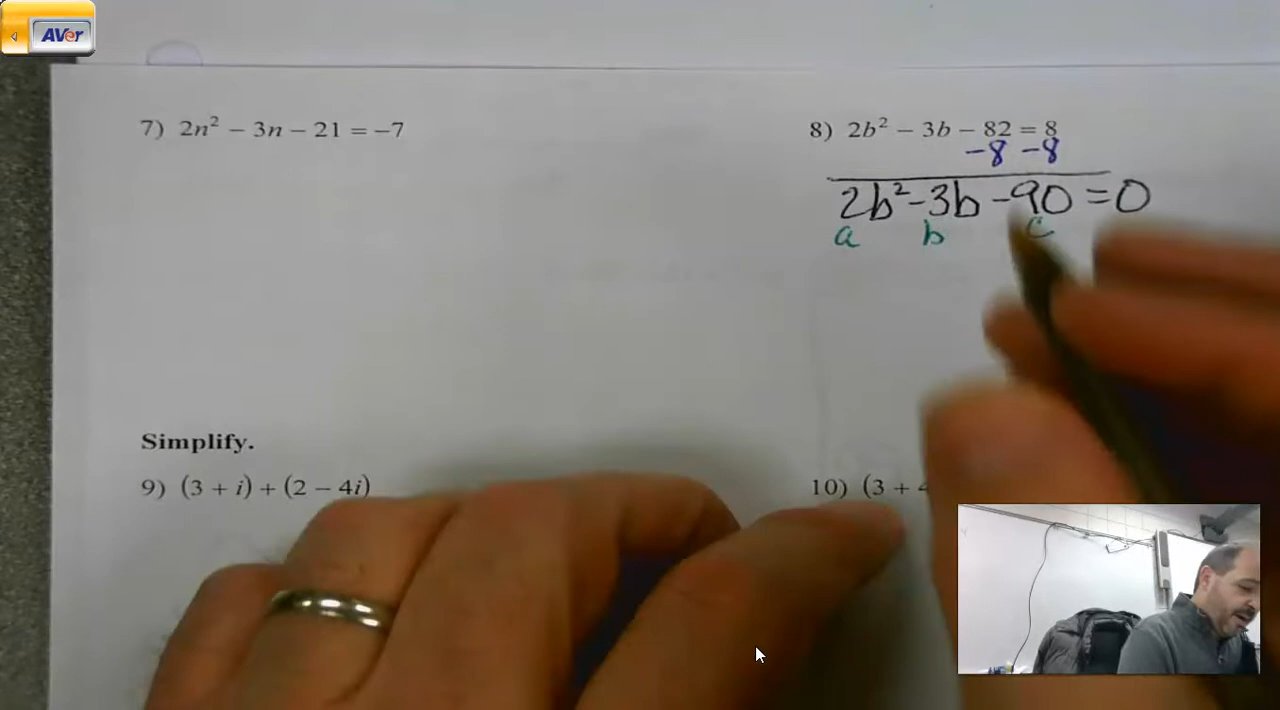 AVer
7) 2n² − 3n − 21 = −7
8) 2b² − 3b − 82 = 8
−8 −8
2b² − 3b − 90 = 0
a b c
Simplify.
9) (3 + i) + (2 − 4i)
10) (3 + 4